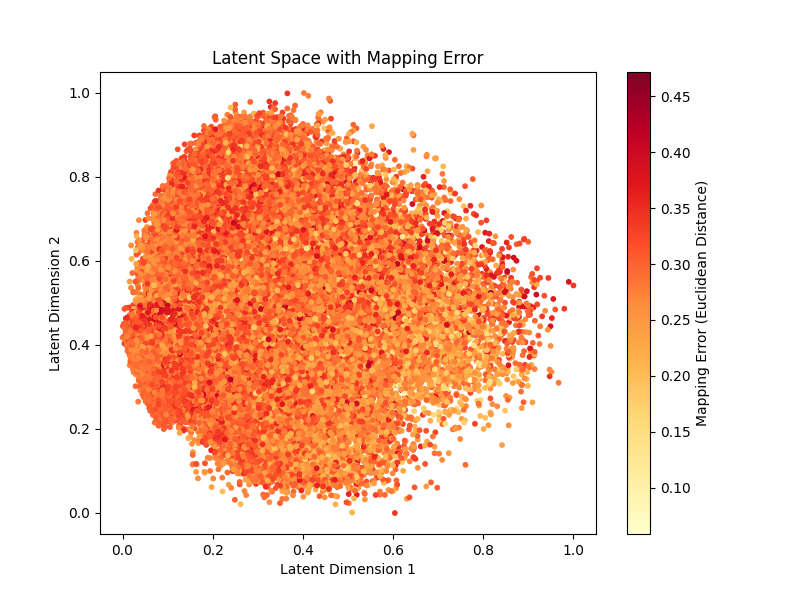 Latent Space with Mapping Error
Latent Dimension 2
1.0
0.8
0.6
0.4
0.2
0.0
0.0 0.2 0.4 0.6 0.8 1.0
Latent Dimension 1
0.45
0.40
0.35
0.30
0.25
0.20
0.15
0.10
Mapping Error (Euclidean Distance)